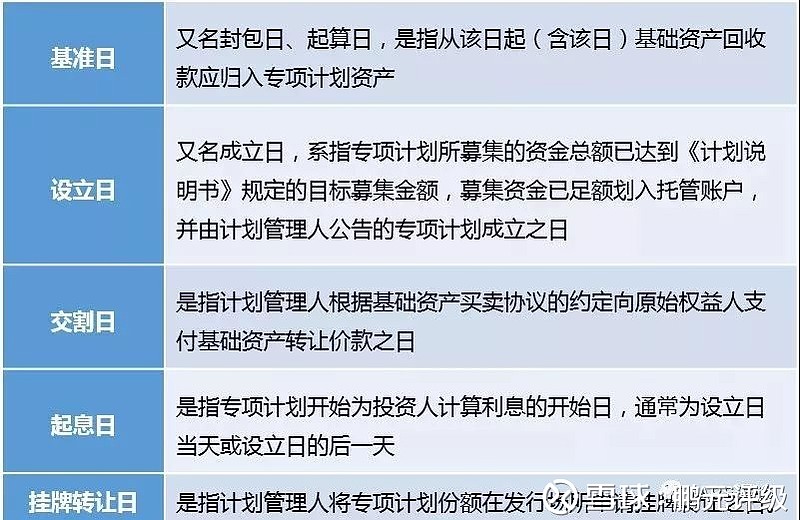 基准日
又名封包日、起算日，是指从该日起（含该日）基础资产回收
款应归入专项计划资产
设立日
又名成立日，系指专项计划所募集的资金总额已达到《计划说
明书》规定的目标募集金额，募集资金已足额划入托管账户，
并由计划管理人公告的专项计划成立之日
交割日
是指计划管理人根据基础资产买卖协议的约定向原始权益人支
付基础资产转让价款之日
起息日
是指专项计划开始为投资人计算利息的开始日，通常为设立日
当天或设立日的后一天
挂牌转让日
是指计划管理人将专项计划份额在发行
雪球 鹏元评级